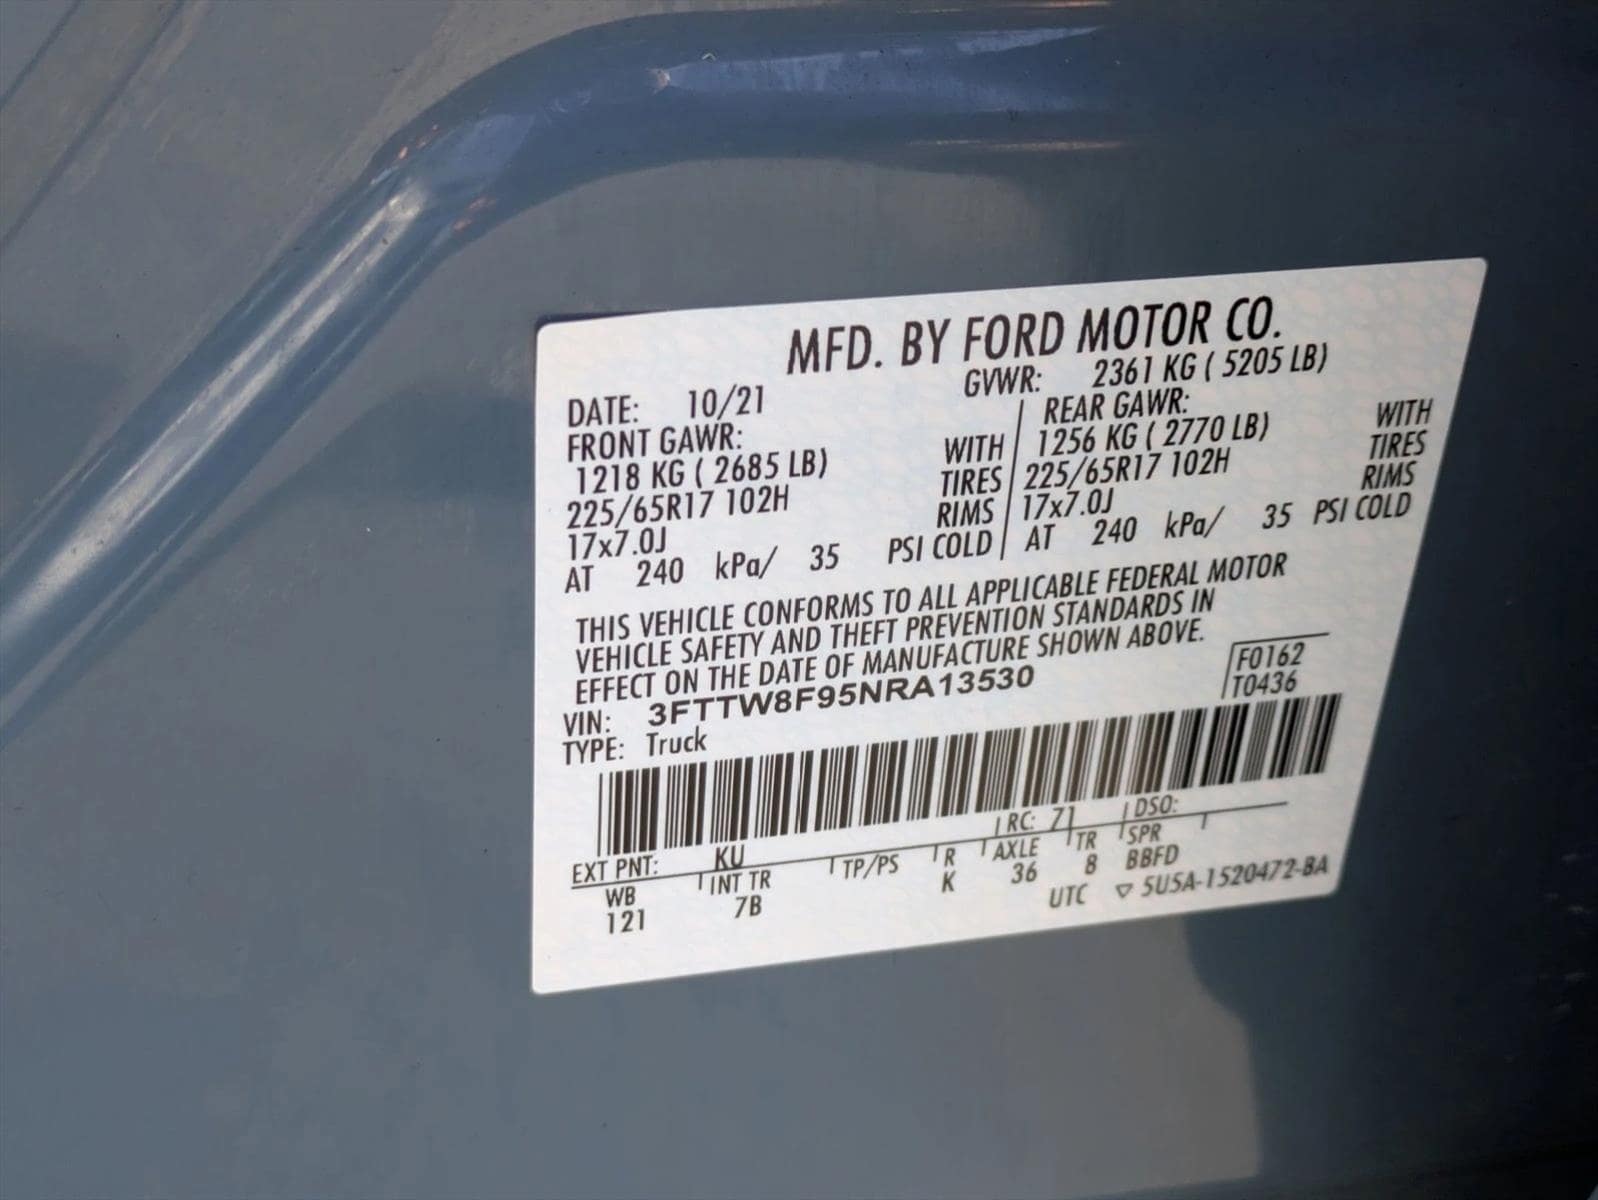 MFD. BY FORD MOTOR CO.
DATE: 10/21 GVWR: 2361 KG ( 5205 LB)
FRONT GAWR: REAR GAWR:
1218 KG ( 2685 LB) WITH 1256 KG ( 2770 LB) WITH
225/65R17 102H TIRES 225/65R17 102H TIRES
17x7.0J RIMS 17x7.0J RIMS
AT 240 kPa/ 35 PSI COLD AT 240 kPa/ 35 PSI COLD
THIS VEHICLE CONFORMS TO ALL APPLICABLE FEDERAL MOTOR
VEHICLE SAFETY AND THEFT PREVENTION STANDARDS IN
EFFECT ON THE DATE OF MANUFACTURE SHOWN ABOVE.
VIN: 3FTTW8F95NRA13530 F0162
TYPE: Truck T0436
EXT PNT: KU RC: 71 DSO:
WB INT TR TP/PS R AXLE TR SPR
121 7B K 36 8 BBFD
UTC ▽ 5U5A-1520472-BA